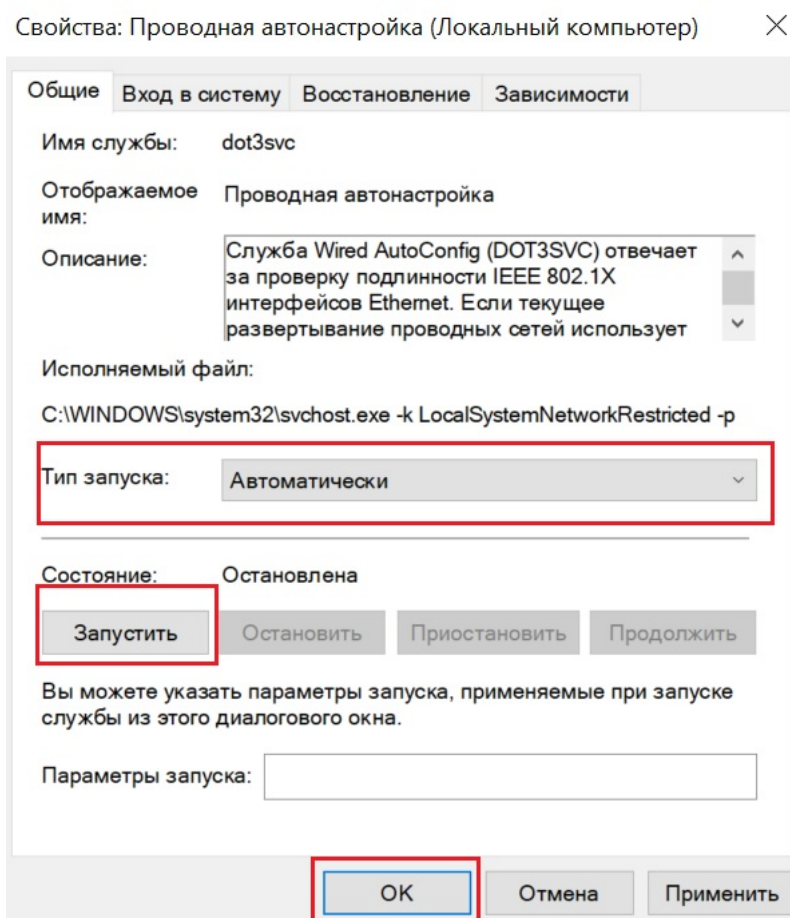 Свойства: Проводная автонастройка (Локальный компьютер)
Общие Вход в систему Восстановление Зависимости
Имя службы: dot3svc
Отображаемое имя: Проводная автонастройка
Описание: Служба Wired AutoConfig (DOT3SVC) отвечает
за проверку подлинности IEEE 802.1X
интерфейсов Ethernet. Если текущее
развертывание проводных сетей использует
Исполняемый файл:
C:\WINDOWS\system32\svchost.exe -k LocalSystemNetworkRestricted -p
Тип запуска: Автоматически
Состояние: Остановлена
Запустить Остановить Приостановить Продолжить
Вы можете указать параметры запуска, применяемые при запуске
службы из этого диалогового окна.
Параметры запуска:
ОК Отмена Применить